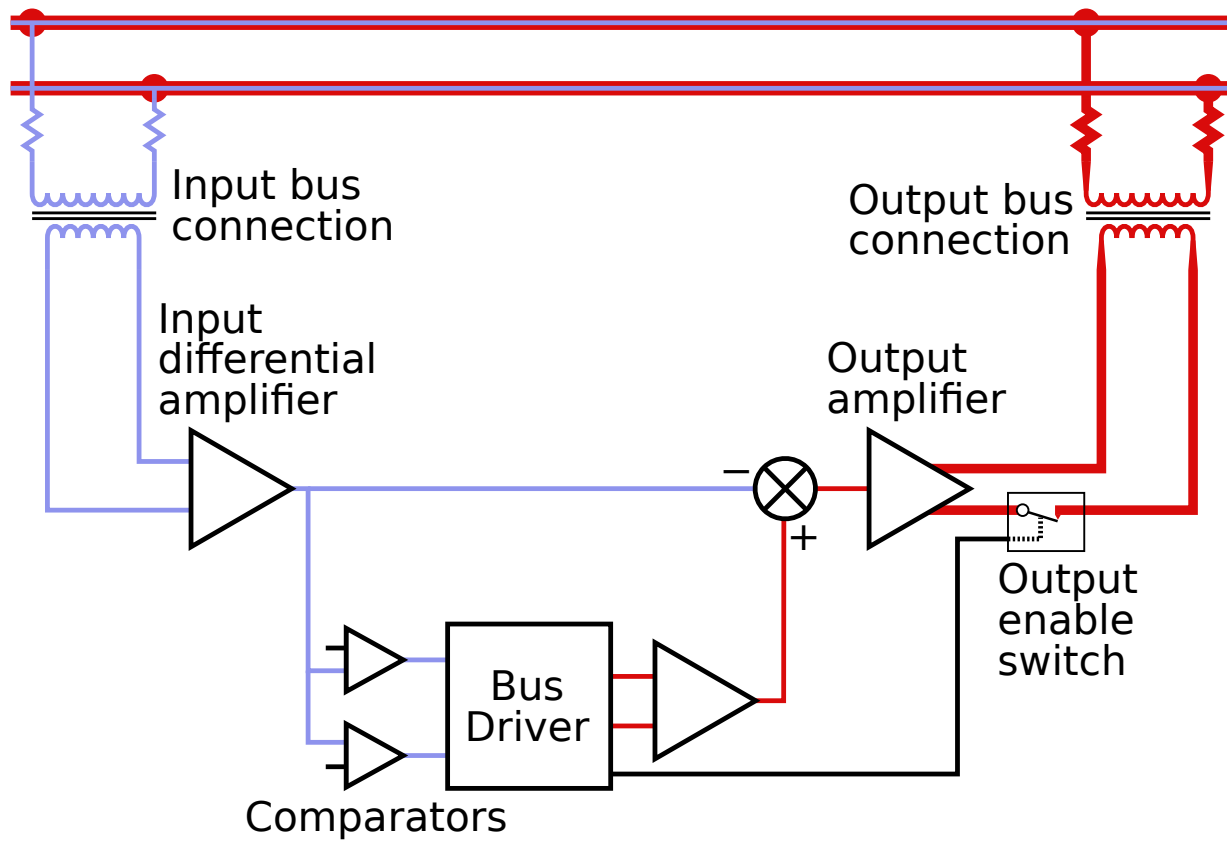 Input bus
connection
Output bus
connection
Input
differential
amplifier
Output
amplifier
−
+
Output
enable
switch
Bus
Driver
Comparators